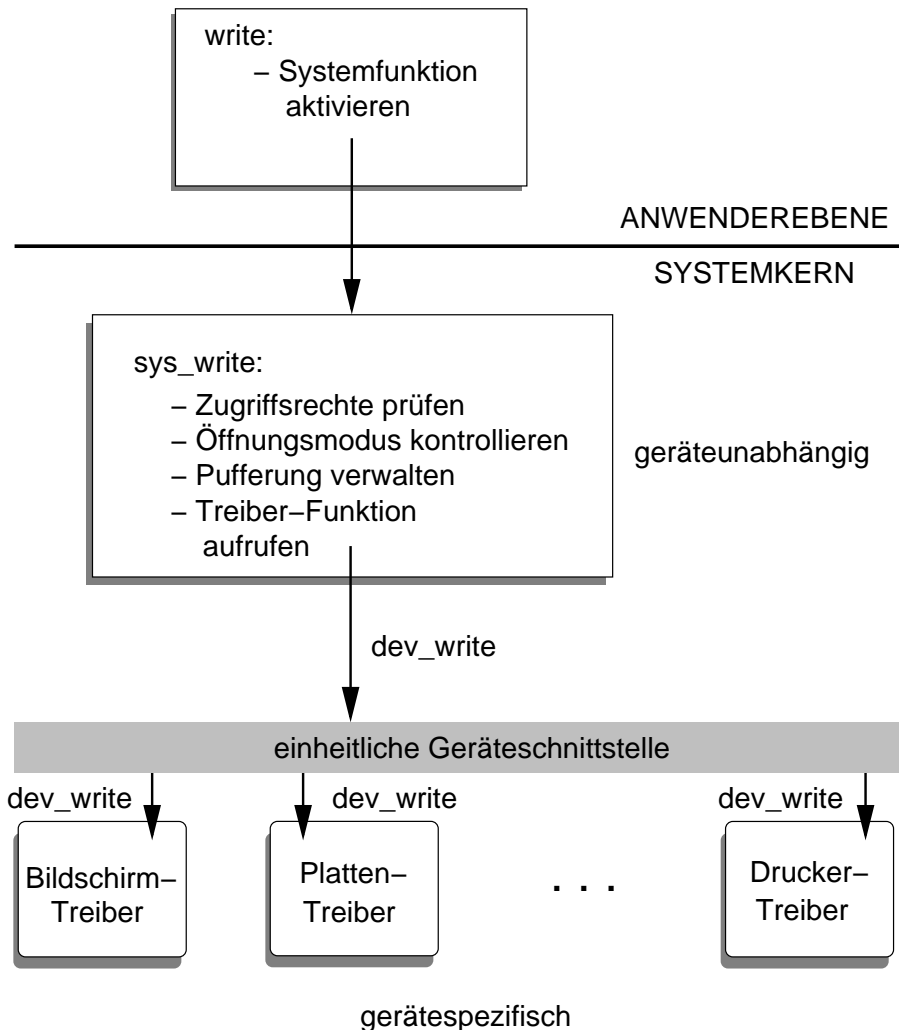 write:
– Systemfunktion
aktivieren
ANWENDEREBENE
SYSTEMKERN
sys_write:
– Zugriffsrechte prüfen
– Öffnungsmodus kontrollieren
– Pufferung verwalten
– Treiber–Funktion
aufrufen
geräteunabhängig
dev_write
einheitliche Geräteschnittstelle
dev_write
dev_write
dev_write
Bildschirm–
Treiber
Platten–
Treiber
. . .
Drucker–
Treiber
gerätespezifisch